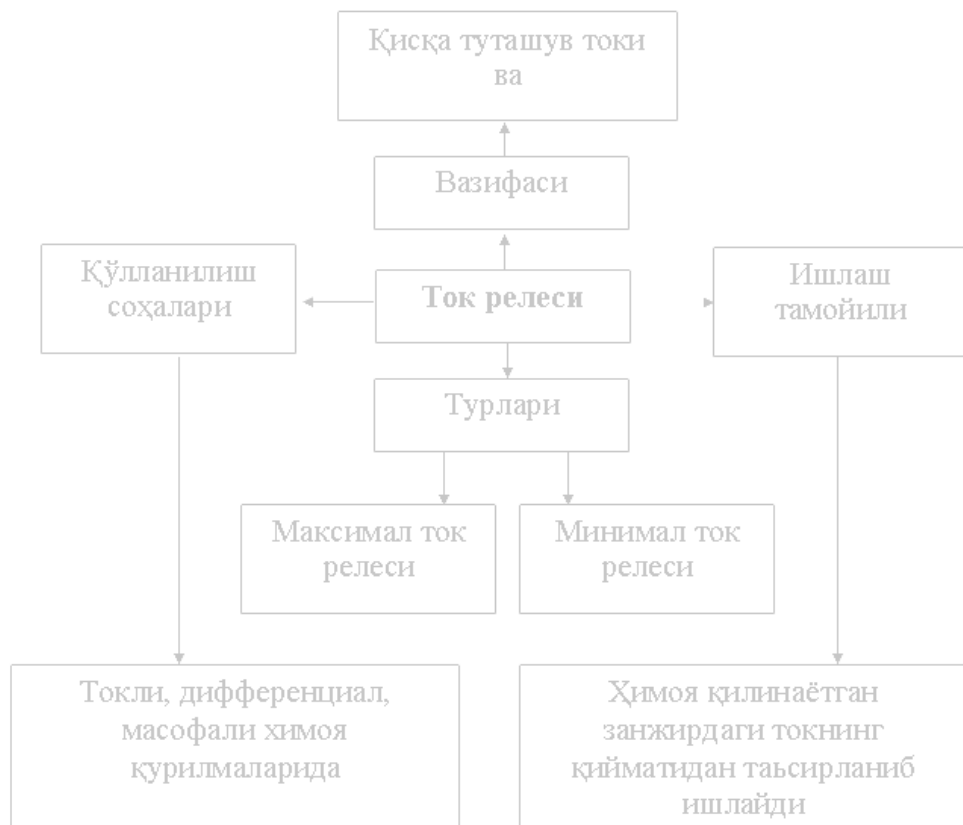 Қисқа туташув токи
ва
Вазифаси
Қўлланилиш
соҳалари
Ток релеси
Ишлаш
тамойили
Турлари
Максимал ток
релеси
Минимал ток
релеси
Токли, дифференциал,
масофали химоя
қурилмаларида
Ҳимоя қилинаётган
занжирдаги токнинг
қийматидан таьсирланиб
ишлайди